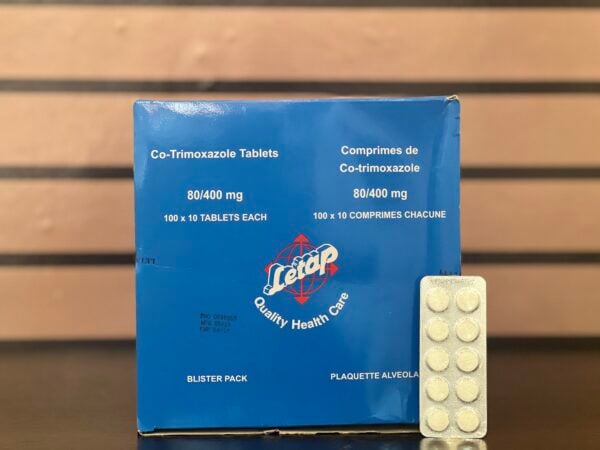 Co-Trimoxazole Tablets
80/400 mg
100 x 10 TABLETS EACH
Comprimes de
Co-trimoxazole
80/400 mg
100 x 10 COMPRIMES CHACUNE
Letap
Quality Health Care
BLISTER PACK
PLAQUETTE ALVEOLA